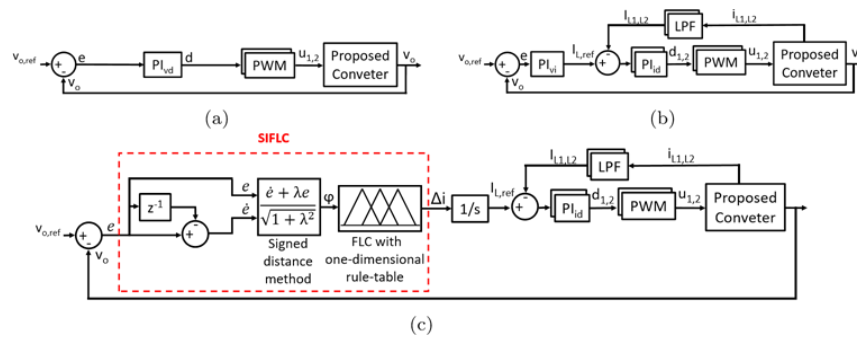 v_o,ref
+
-
v_o
e
PI_vd
d
PWM
u_1,2
Proposed
Conveter
v_o
(a)
v_o,ref
+
-
v_o
e
PI_vi
I_L,ref
+
-
I_L1,L2
LPF
i_L1,L2
PI_id
d_1,2
PWM
u_1,2
Proposed
Conveter
v
(b)
SIFLC
v_o,ref
+
-
v_o
e
z⁻¹
+
-
e
ė
ė + λe
√1 + λ²
Signed
distance
method
φ
FLC with
one-dimensional
rule-table
Δi
1/s
I_L,ref
+
-
I_L1,L2
LPF
i_L1,L2
PI_id
d_1,2
PWM
u_1,2
Proposed
Conveter
(c)